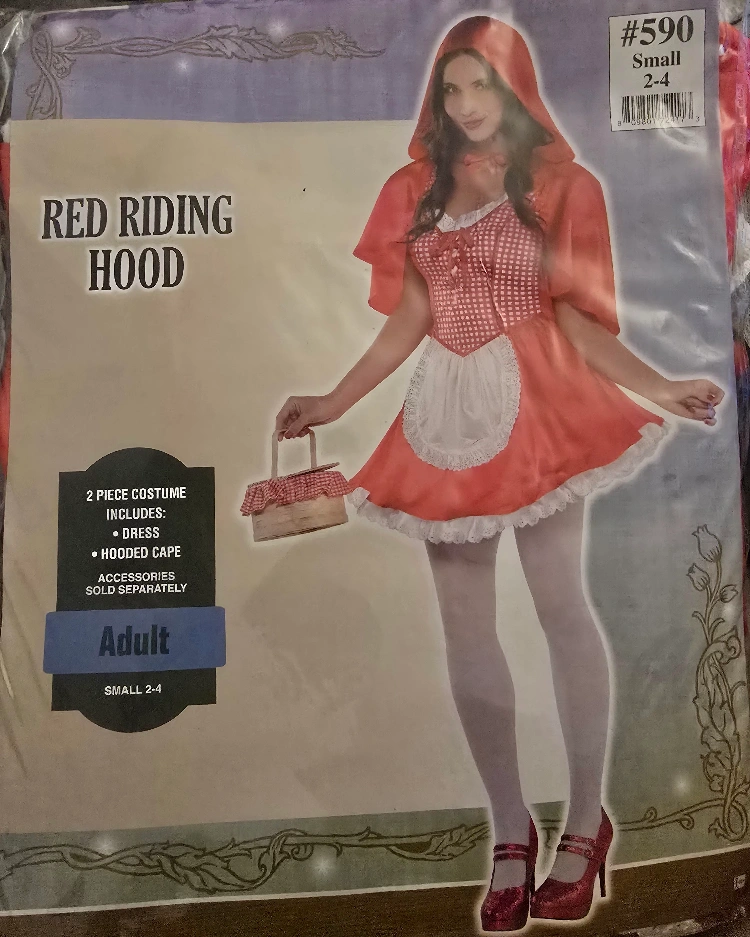 #590
Small
2-4
RED RIDING
HOOD
2 PIECE COSTUME
INCLUDES:
• DRESS
• HOODED CAPE
ACCESSORIES
SOLD SEPARATELY
Adult
SMALL 2-4